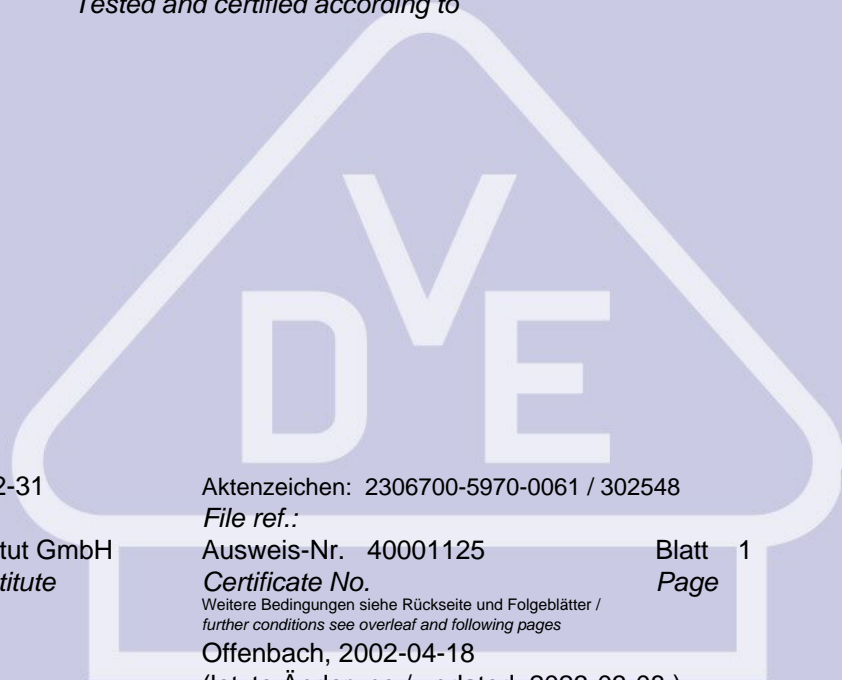 Tested and certified according to
V
D E
2-31
Aktenzeichen: 2306700-5970-0061 / 302548
File ref.:
tut GmbH
Ausweis-Nr. 40001125
Blatt 1
titute
Certificate No.
Page
Weitere Bedingungen siehe Rückseite und Folgeblätter /
further conditions see overleaf and following pages
Offenbach, 2002-04-18